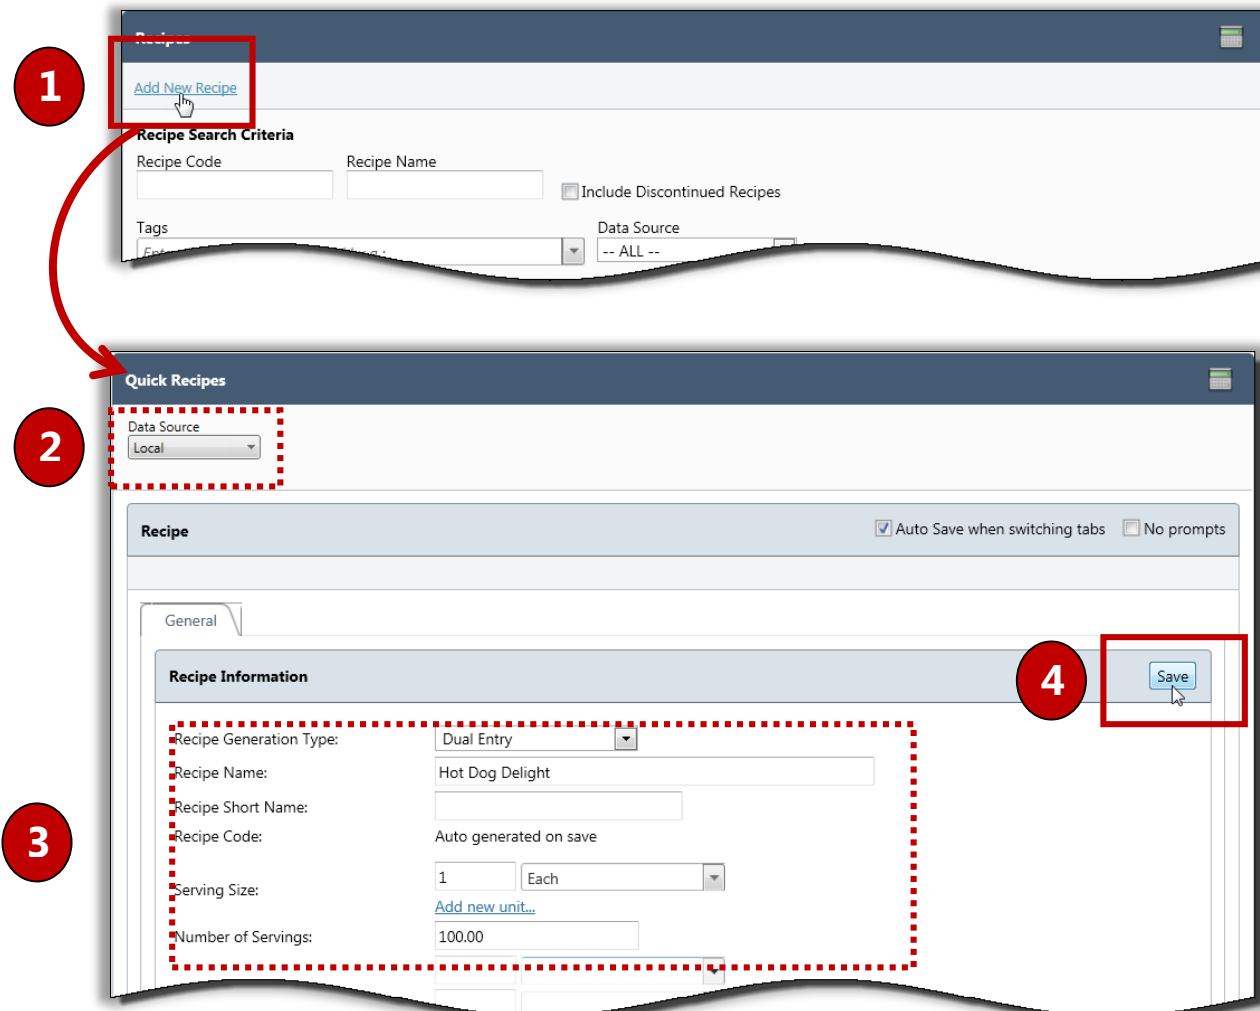 Recipes
1
Add New Recipe
Recipe Search Criteria
Recipe Code Recipe Name
Include Discontinued Recipes
Tags Data Source
-- ALL --
Quick Recipes
2
Data Source
Local
Recipe Auto Save when switching tabs No prompts
General
Recipe Information 4 Save
Recipe Generation Type: Dual Entry
Recipe Name: Hot Dog Delight
Recipe Short Name:
3
Recipe Code: Auto generated on save
Serving Size: 1 Each
Add new unit...
Number of Servings: 100.00